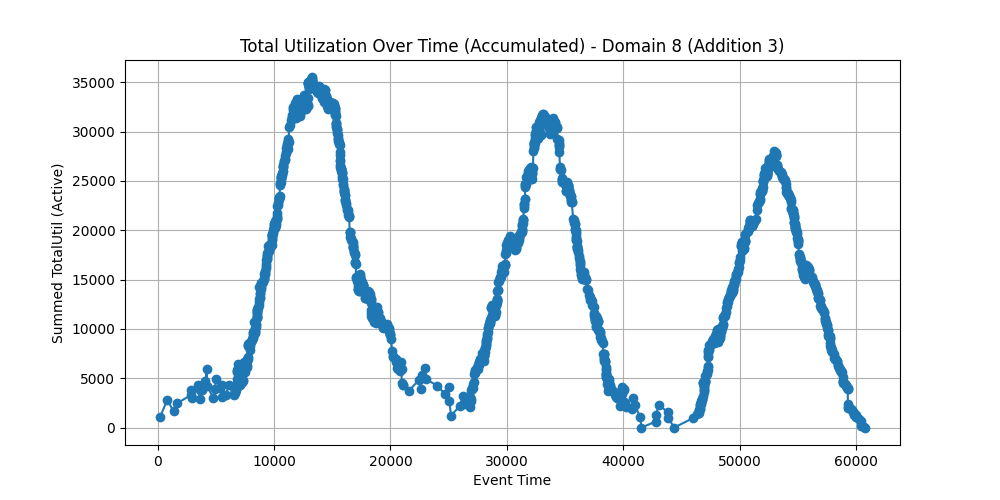 Total Utilization Over Time (Accumulated) - Domain 8 (Addition 3)
Summed TotalUtil (Active)
35000
30000
25000
20000
15000
10000
5000
0
0 10000 20000 30000 40000 50000 60000
Event Time